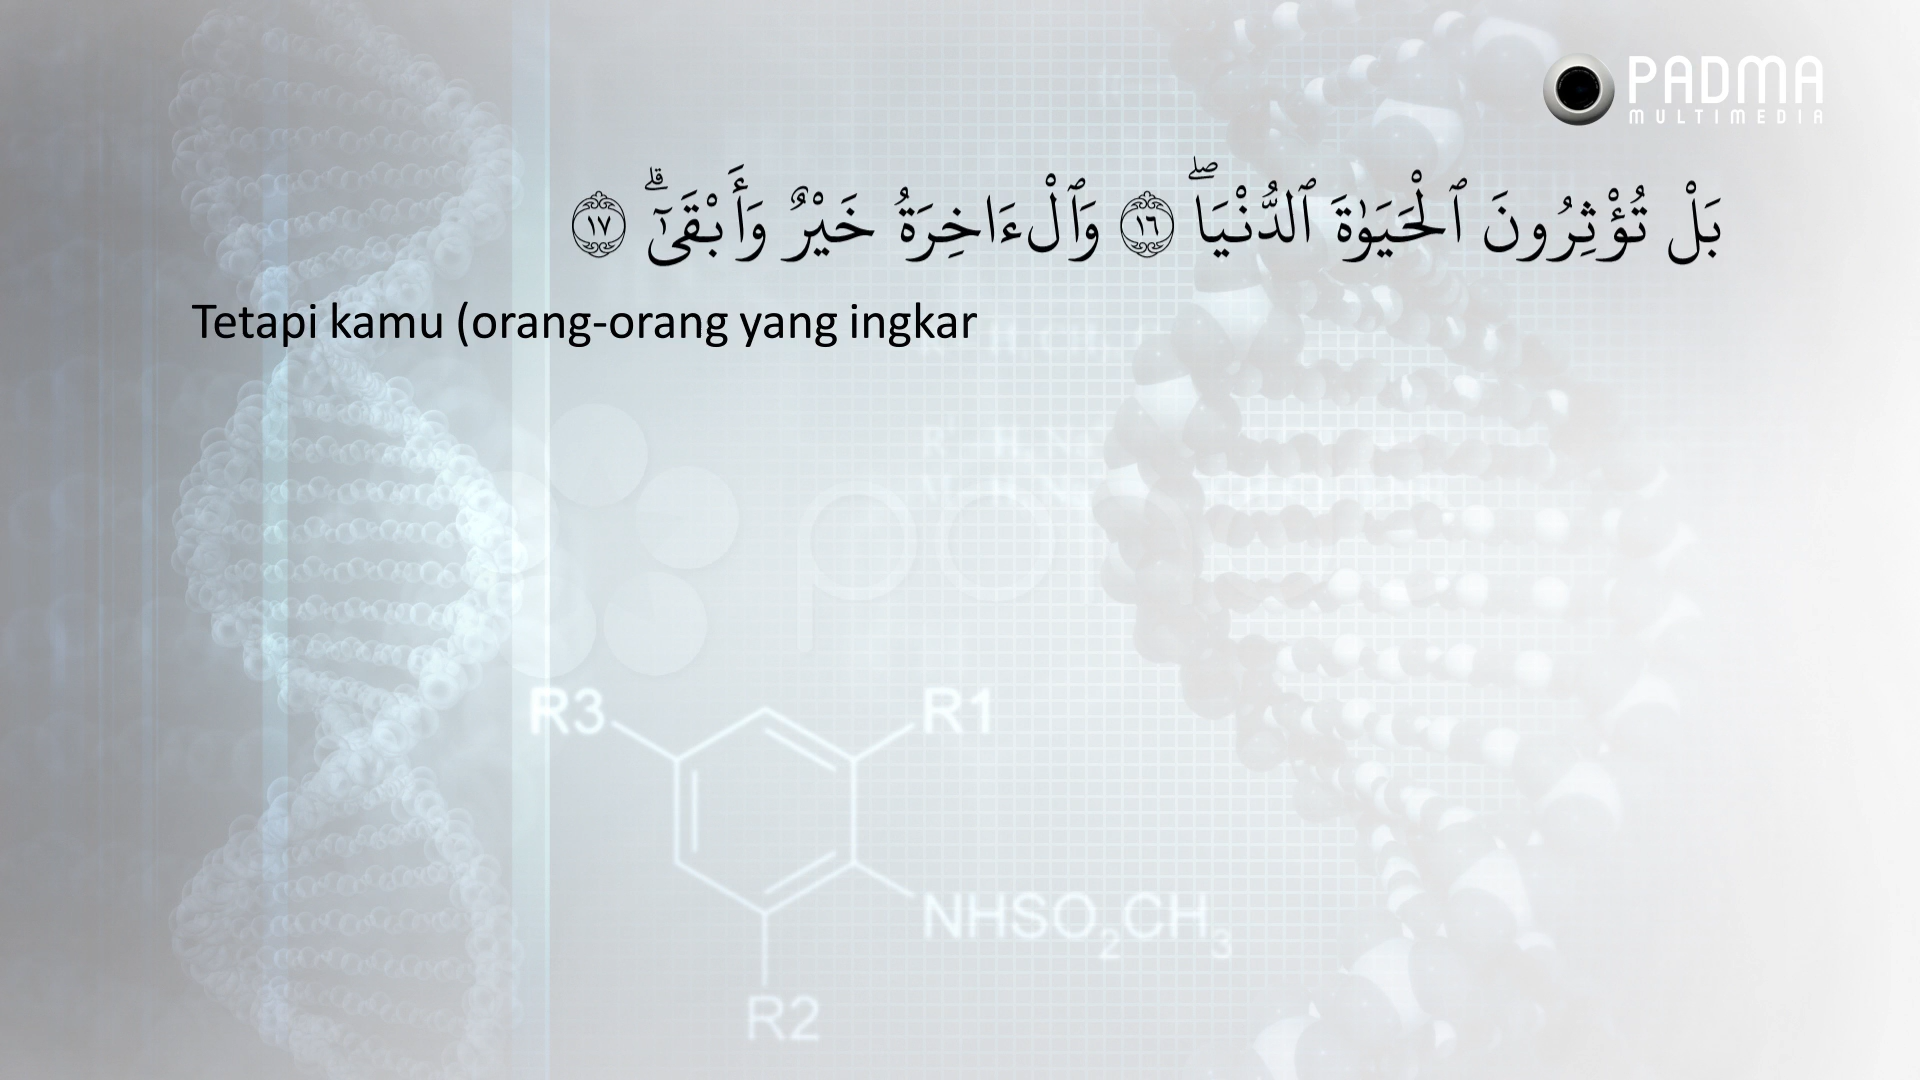 PADMA
MULTIMEDIA
بَلْ تُؤْثِرُونَ ٱلْحَيَوٰةَ ٱلدُّنْيَاۖ ١٦ وَٱلْءَاخِرَةُ خَيْرٌ وَأَبْقَىٰٓۗ ١٧
Tetapi kamu (orang-orang yang ingkar
R3
R1
NHSO2CH3
R2